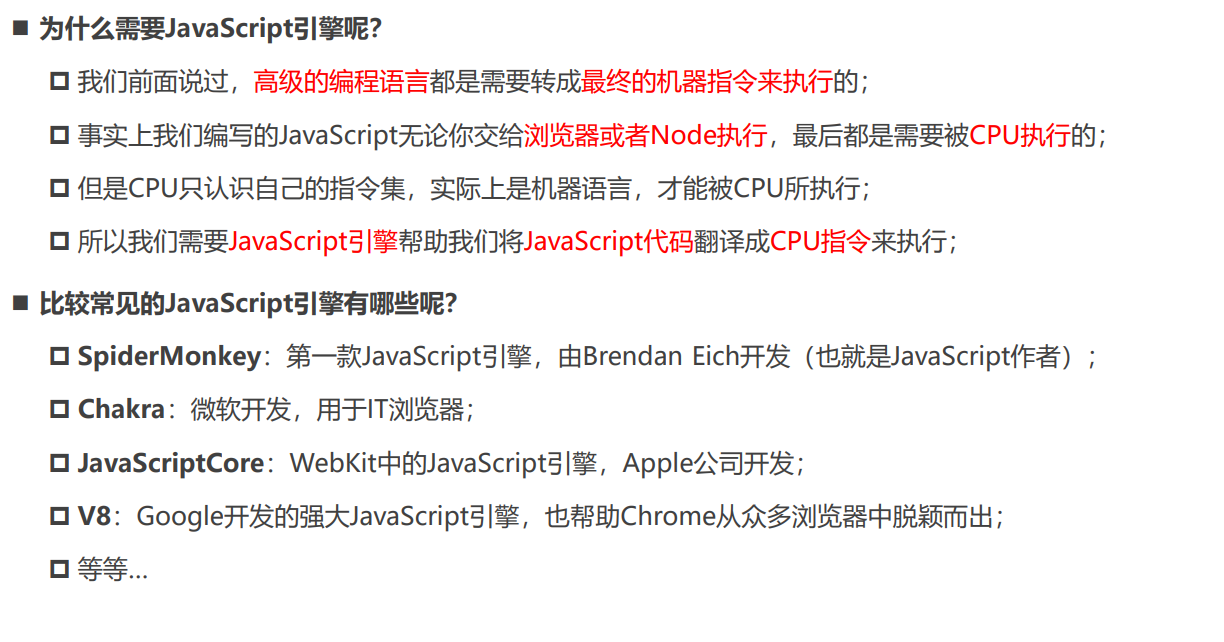 为什么需要JavaScript引擎呢？
我们前面说过，高级的编程语言都是需要转成最终的机器指令来执行的；
事实上我们编写的JavaScript无论你交给浏览器或者Node执行，最后都是需要被CPU执行的；
但是CPU只认识自己的指令集，实际上是机器语言，才能被CPU所执行；
所以我们需要JavaScript引擎帮助我们将JavaScript代码翻译成CPU指令来执行；
比较常见的JavaScript引擎有哪些呢？
SpiderMonkey：第一款JavaScript引擎，由Brendan Eich开发（也就是JavaScript作者）；
Chakra：微软开发，用于IT浏览器；
JavaScriptCore：WebKit中的JavaScript引擎，Apple公司开发；
V8：Google开发的强大JavaScript引擎，也帮助Chrome从众多浏览器中脱颖而出；
等等…